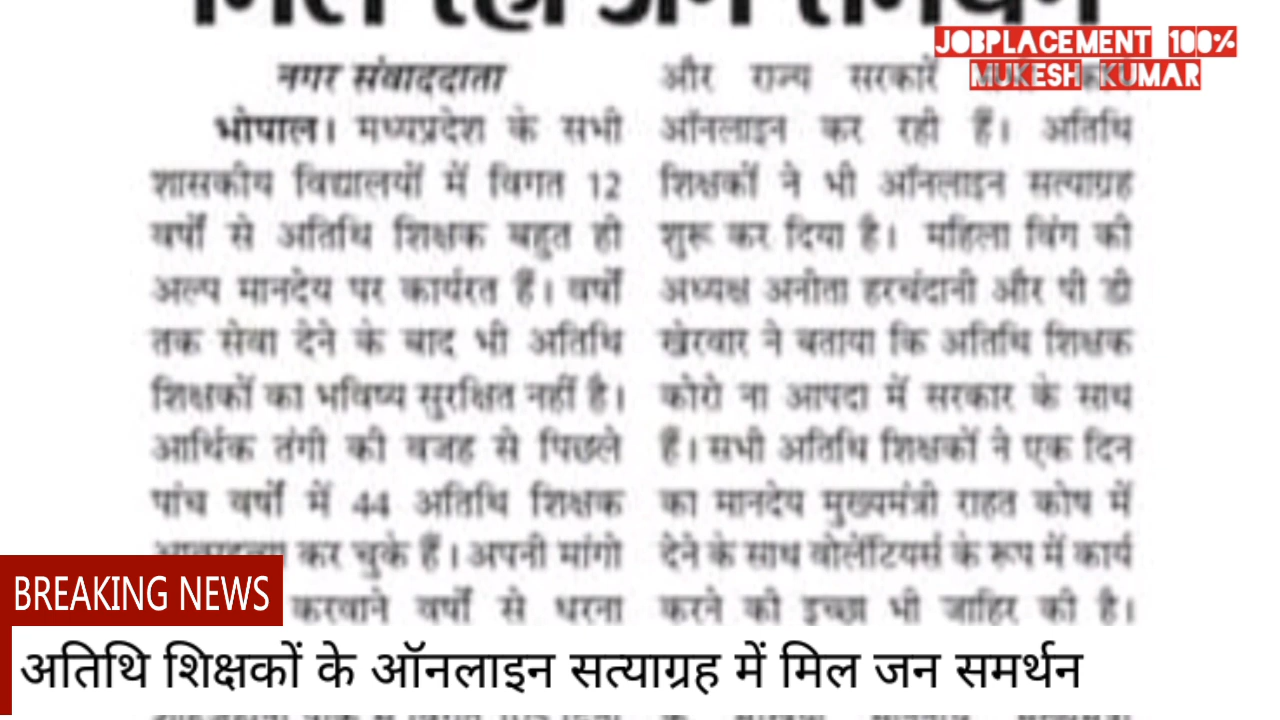 मिल रहा जन समर्थन
JOBPLACEMENT 100%
MUKESH KUMAR
नगर संवाददाता
भोपाल। मध्यप्रदेश के सभी
शासकीय विद्यालयों में विगत 12
वर्षों से अतिथि शिक्षक बहुत ही
अल्प मानदेय पर कार्यरत हैं। वर्षों
तक सेवा देने के बाद भी अतिथि
शिक्षकों का भविष्य सुरक्षित नहीं है।
आर्थिक तंगी की वजह से पिछले
पांच वर्षों में 44 अतिथि शिक्षक
कर चुके हैं। अपनी मांगो
करवाने वर्षों से धरना
और राज्य सरकारें
ऑनलाइन कर रही हैं। अतिथि
शिक्षकों ने भी ऑनलाइन सत्याग्रह
शुरू कर दिया है। महिला विंग की
अध्यक्ष अनीता हरचंदानी और पी डी
खेरवार ने बताया कि अतिथि शिक्षक
कोरो ना आपदा में सरकार के साथ
हैं। सभी अतिथि शिक्षकों ने एक दिन
का मानदेय मुख्यमंत्री राहत कोष में
देने के साथ वोलेंटियर्स के रूप में कार्य
करने की इच्छा भी जाहिर की है।
BREAKING NEWS
अतिथि शिक्षकों के ऑनलाइन सत्याग्रह में मिल जन समर्थन